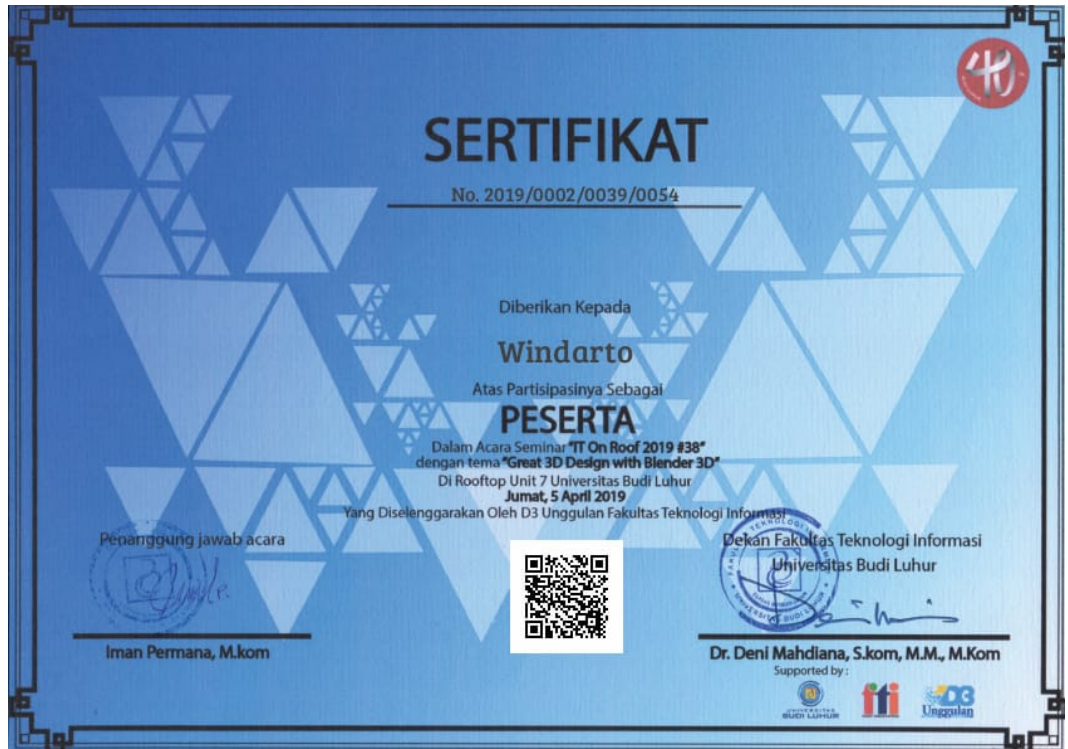 SERTIFIKAT
No. 2019/0002/0039/0054
Diberikan Kepada
Windarto
Atas Partisipasinya Sebagai
PESERTA
Dalam Acara Seminar "IT On Roof 2019 #38"
dengan tema "Great 3D Design with Blender 3D"
Di Rooftop Unit 7 Universitas Budi Luhur
Jumat, 5 April 2019
Yang Diselenggarakan Oleh D3 Unggulan Fakultas Teknologi Informasi
Penanggung jawab acara
Iman Permana, M.kom
Dekan Fakultas Teknologi Informasi
Universitas Budi Luhur
Dr. Deni Mahdiana, S.kom, M.M., M.Kom
Supported by :
UNIVERSITAS
BUDI LUHUR
fti
D3
Unggulan